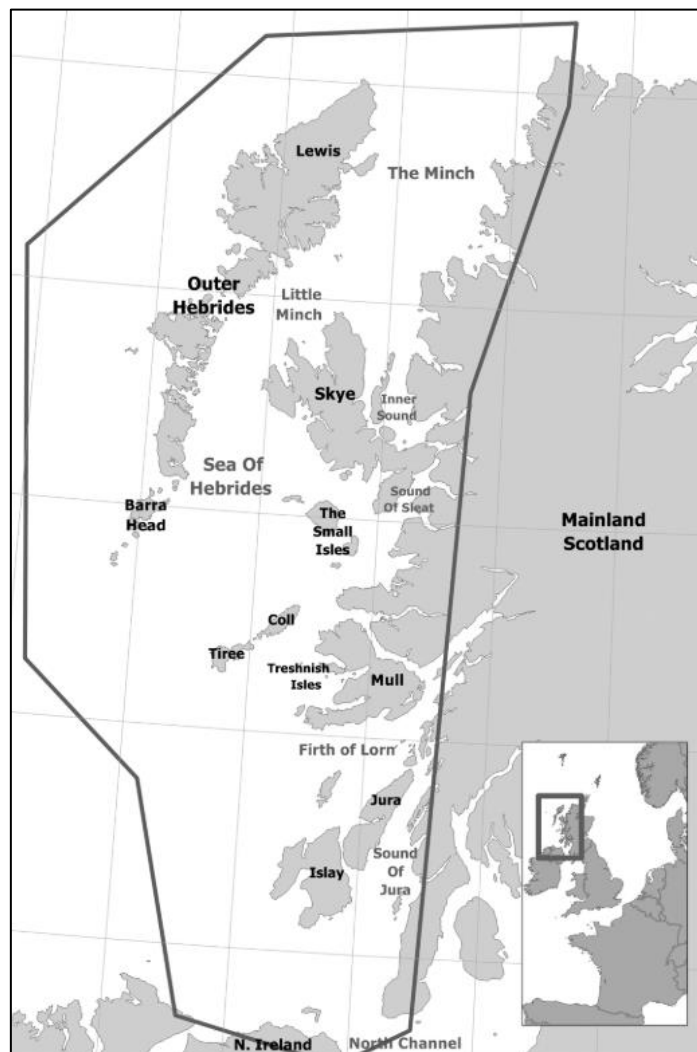 Lewis
The Minch
Outer
Hebrides
Little
Minch
Skye
Inner
Sound
Sea Of
Hebrides
Sound
Of Sleat
Barra
Head
The
Small
Isles
Mainland
Scotland
Coll
Tiree
Treshnish
Isles
Mull
Firth of Lorn
Jura
Sound
Of
Jura
Islay
N. Ireland
North Channel